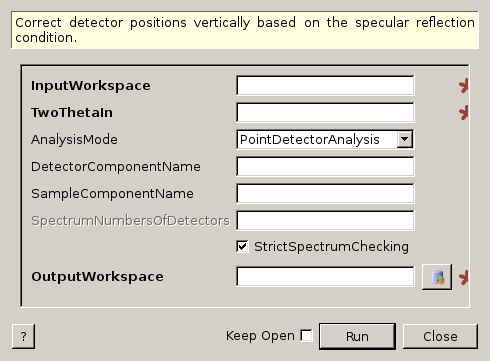 Correct detector positions vertically based on the specular reflection
condition.
InputWorkspace
TwoThetaIn
AnalysisMode PointDetectorAnalysis
DetectorComponentName
SampleComponentName
SpectrumNumbersOfDetectors
StrictSpectrumChecking
OutputWorkspace
? Keep Open Run Close